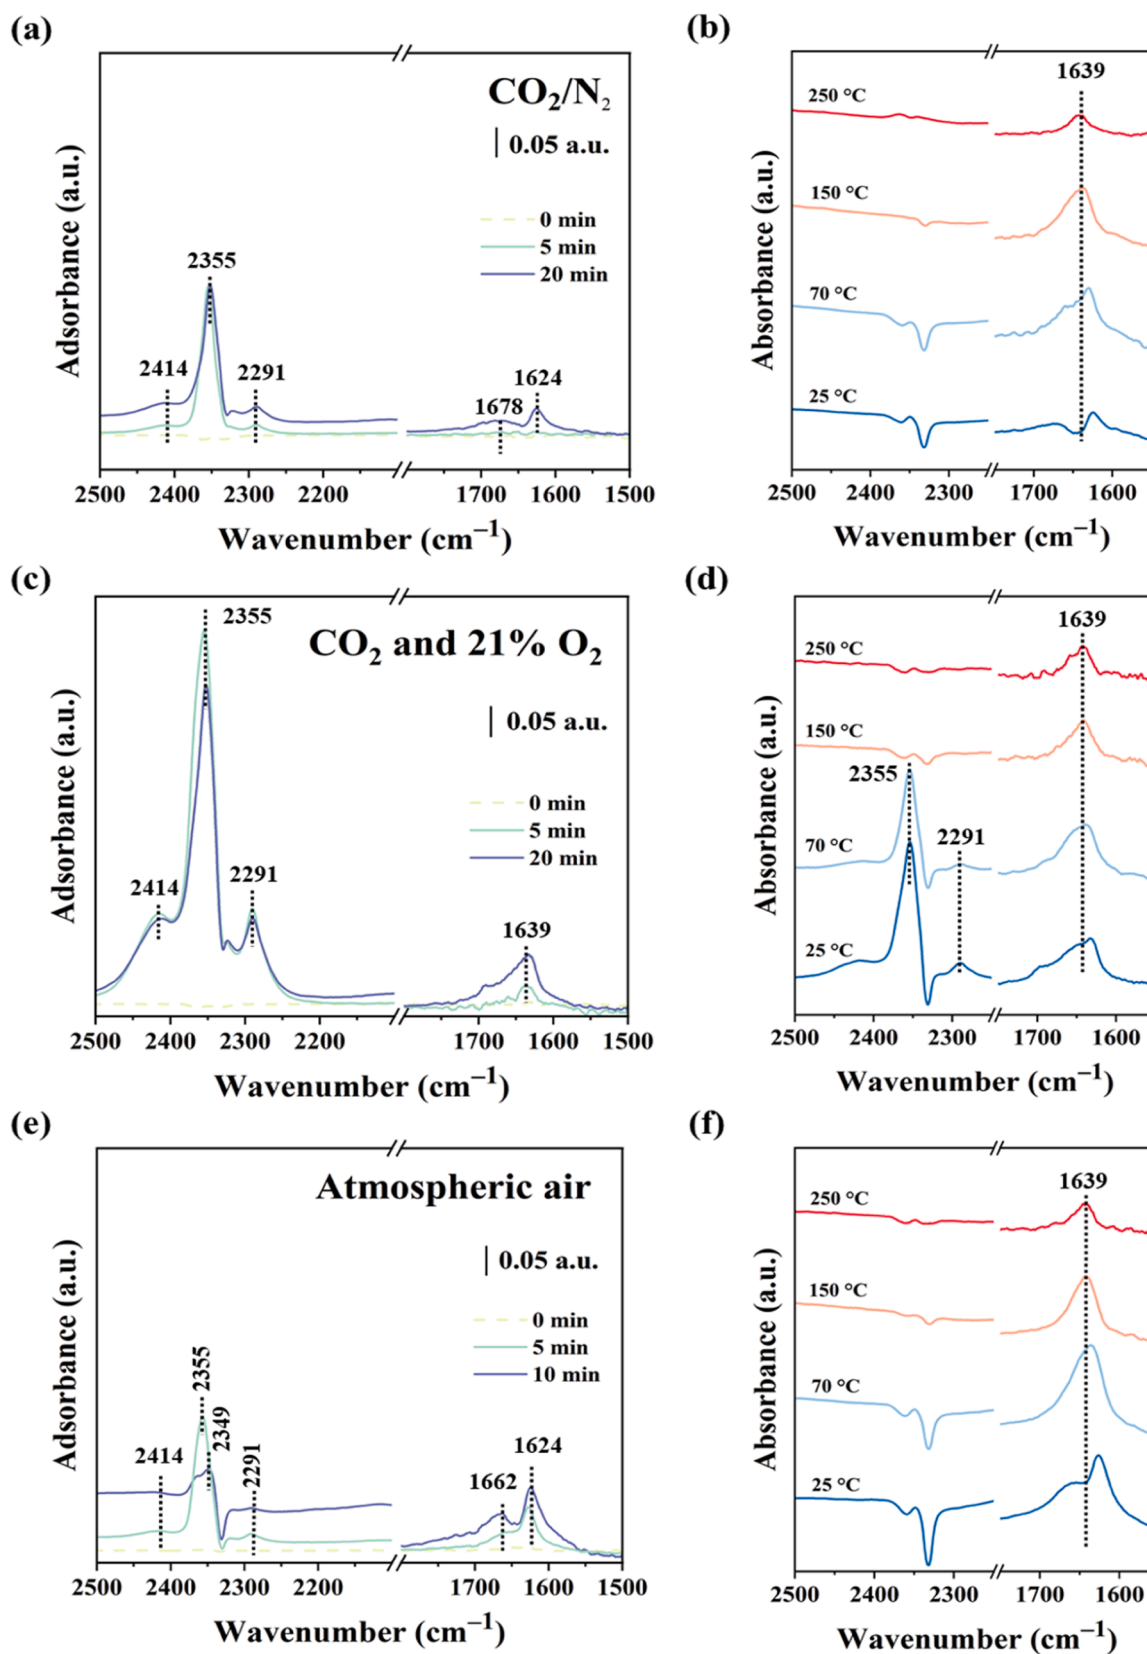 (a)
CO₂/N₂
0.05 a.u.
0 min
5 min
20 min
2355
2414
2291
1678
1624
Adsorbance (a.u.)
2500 2400 2300 2200 1700 1600 1500
Wavenumber (cm⁻¹)
(b)
1639
250 °C
150 °C
70 °C
25 °C
Absorbance (a.u.)
2500 2400 2300 1700 1600
Wavenumber (cm⁻¹)
(c)
2355
CO₂ and 21% O₂
0.05 a.u.
0 min
5 min
20 min
2414
2291
1639
Adsorbance (a.u.)
2500 2400 2300 2200 1700 1600 1500
Wavenumber (cm⁻¹)
(d)
1639
250 °C
150 °C
2355
70 °C
2291
25 °C
Absorbance (a.u.)
2500 2400 2300 1700 1600
Wavenumber (cm⁻¹)
(e)
Atmospheric air
0.05 a.u.
0 min
5 min
10 min
2355
2349
2414
2291
1662
1624
Adsorbance (a.u.)
2500 2400 2300 2200 1700 1600 1500
Wavenumber (cm⁻¹)
(f)
1639
250 °C
150 °C
70 °C
25 °C
Absorbance (a.u.)
2500 2400 2300 1700 1600
Wavenumber (cm⁻¹)